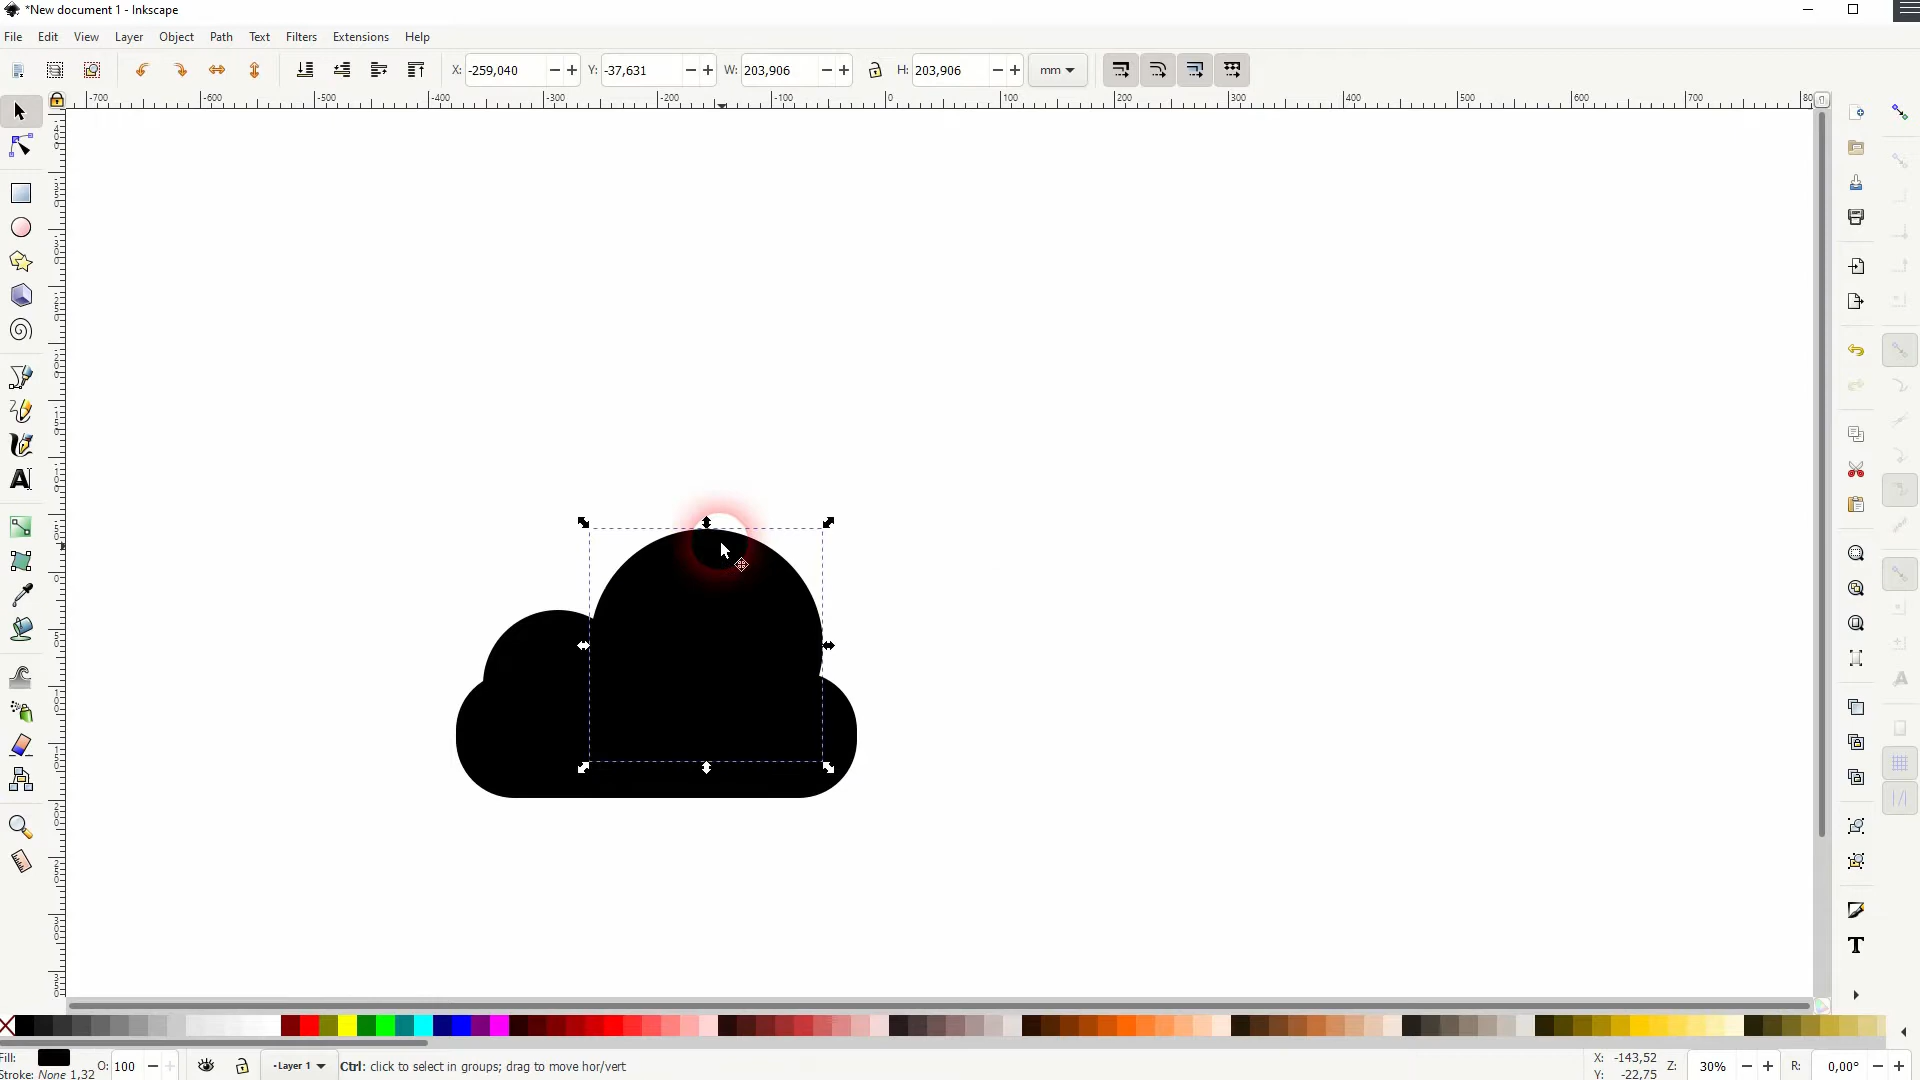 *New document 1 - Inkscape
File Edit View Layer Object Path Text Filters Extensions Help
X: -259,040 Y: -37,631 W: 203,906 H: 203,906 mm
-700 -600 -500 -400 -300 -200 -100 0 100 200 300 400 500 600 700 80
Fill:
O: 100
Layer 1
Ctrl: click to select in groups; drag to move hor/vert
X: -143,52
Z: 30% R: 0,00°
Stroke: None 1,32
Y: -22,75